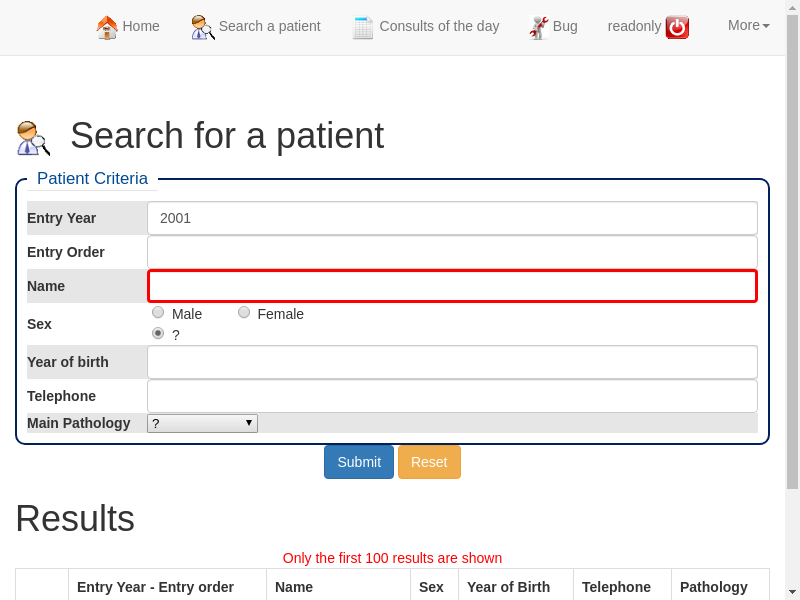 Home Search a patient Consults of the day Bug readonly More
Search for a patient
Patient Criteria
Entry Year 2001
Entry Order
Name
Sex Male Female
?
Year of birth
Telephone
Main Pathology ?
Submit Reset
Results
Only the first 100 results are shown
Entry Year - Entry order Name Sex Year of Birth Telephone Pathology